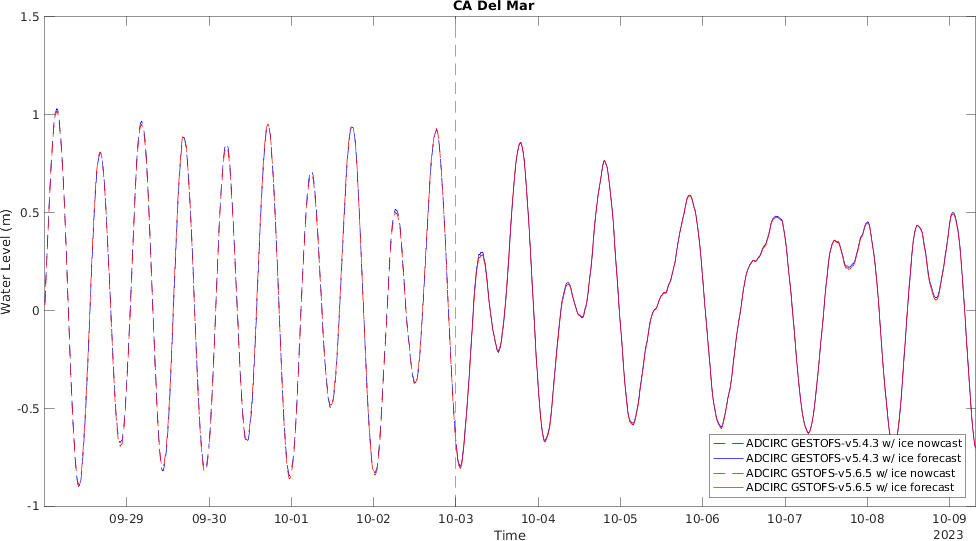 CA Del Mar
1.5
1
0.5
0
-0.5
-1
Water Level (m)
ADCIRC GESTOFS-v5.4.3 w/ ice nowcast
ADCIRC GESTOFS-v5.4.3 w/ ice forecast
ADCIRC GSTOFS-v5.6.5 w/ ice nowcast
ADCIRC GSTOFS-v5.6.5 w/ ice forecast
09-29 09-30 10-01 10-02 10-03 10-04 10-05 10-06 10-07 10-08 10-09
Time
2023